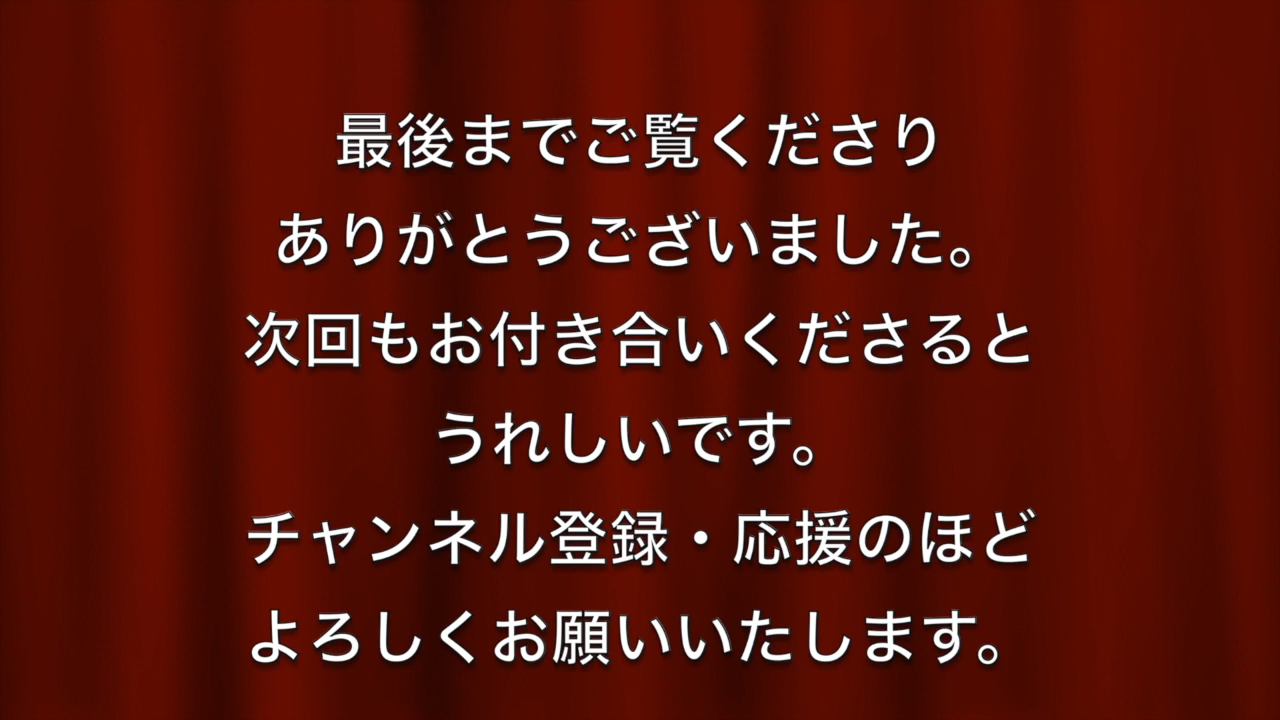 最後までご覧くださり
ありがとうございました。
次回もお付き合いくださると
うれしいです。
チャンネル登録・応援のほど
よろしくお願いいたします。